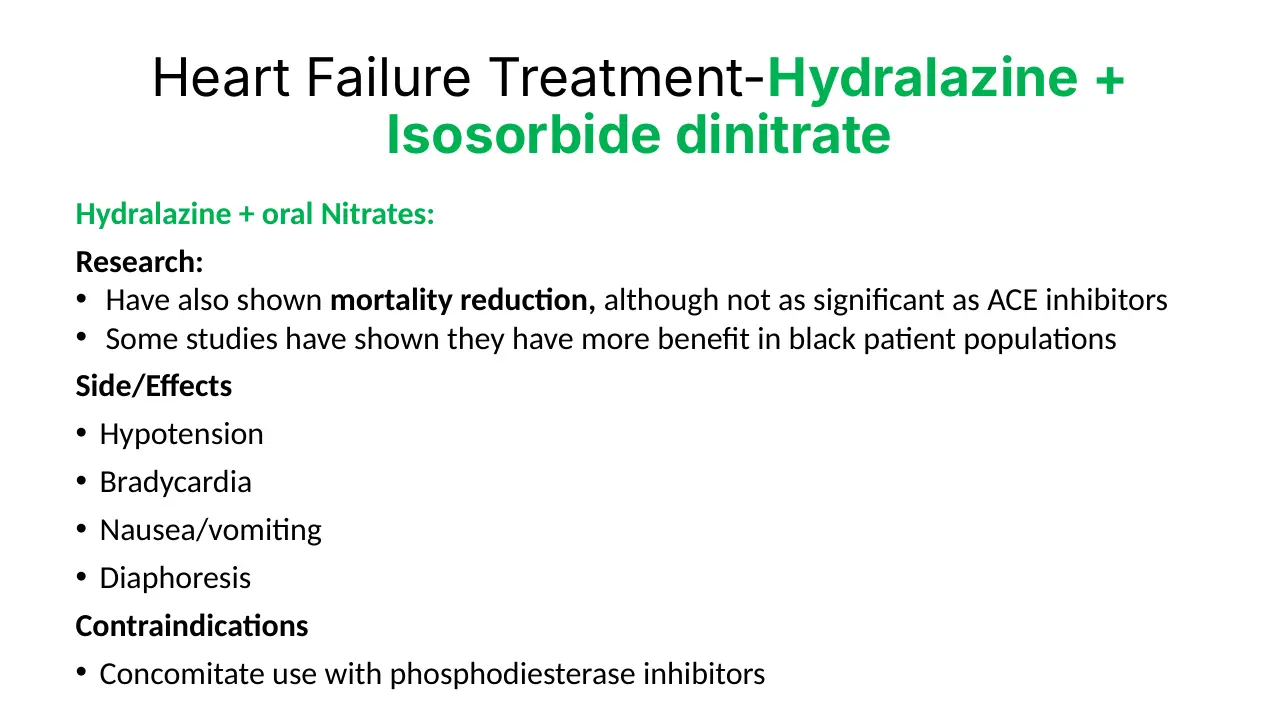 Heart Failure Treatment-Hydralazine +
Isosorbide dinitrate
Hydralazine + oral Nitrates:
Research:
• Have also shown mortality reduction, although not as significant as ACE inhibitors
• Some studies have shown they have more benefit in black patient populations
Side/Effects
• Hypotension
• Bradycardia
• Nausea/vomiting
• Diaphoresis
Contraindications
• Concomitate use with phosphodiesterase inhibitors